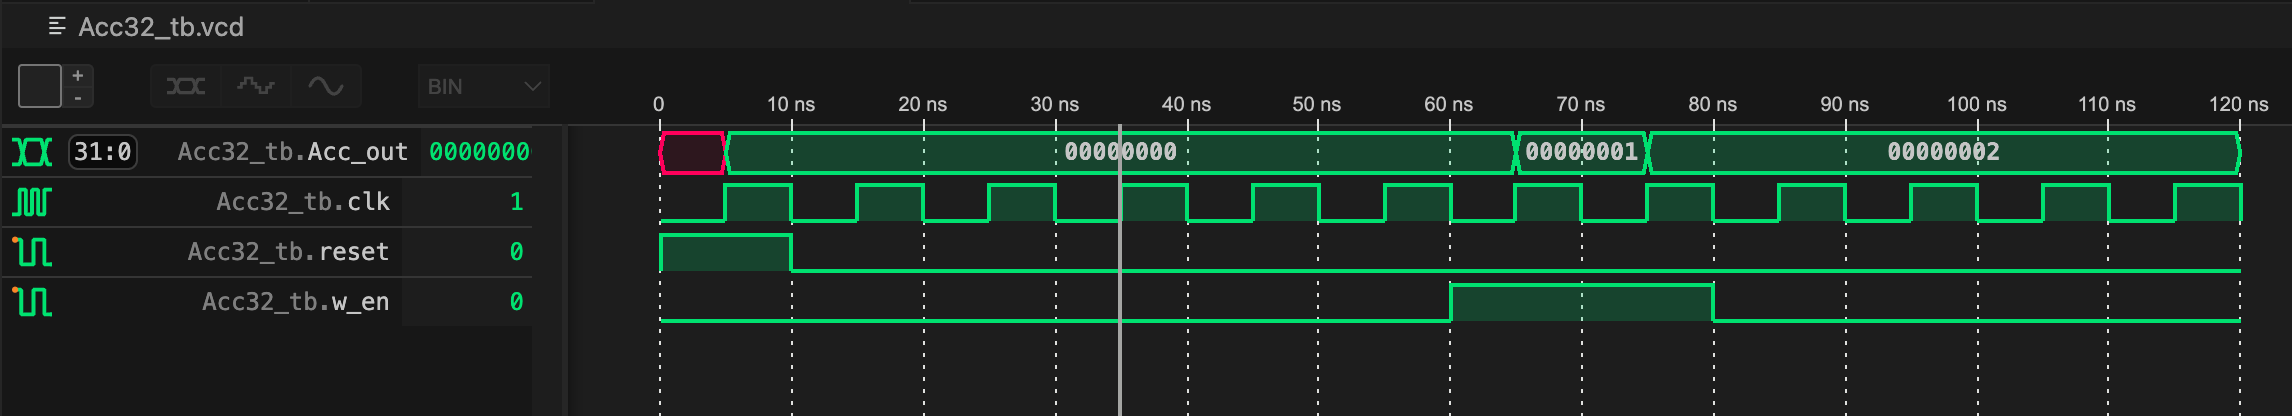 Acc32_tb.vcd
+
-
BIN
0 10 ns 20 ns 30 ns 40 ns 50 ns 60 ns 70 ns 80 ns 90 ns 100 ns 110 ns 120 ns
31:0 Acc32_tb.Acc_out 00000000 00000000 00000001 00000002
Acc32_tb.clk 1
Acc32_tb.reset 0
Acc32_tb.w_en 0